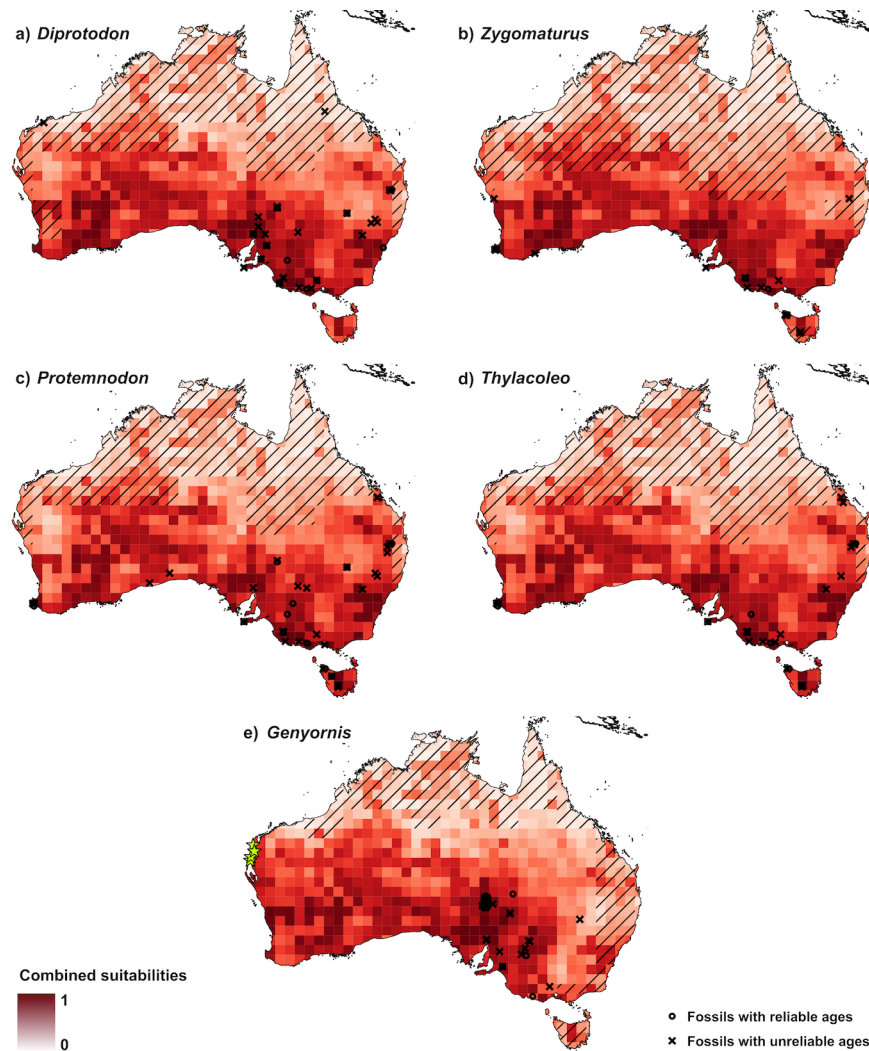 a) Diprotodon
b) Zygomaturus
c) Protemnodon
d) Thylacoleo
e) Genyornis
Combined suitabilities
1
0
Fossils with reliable ages
Fossils with unreliable ages